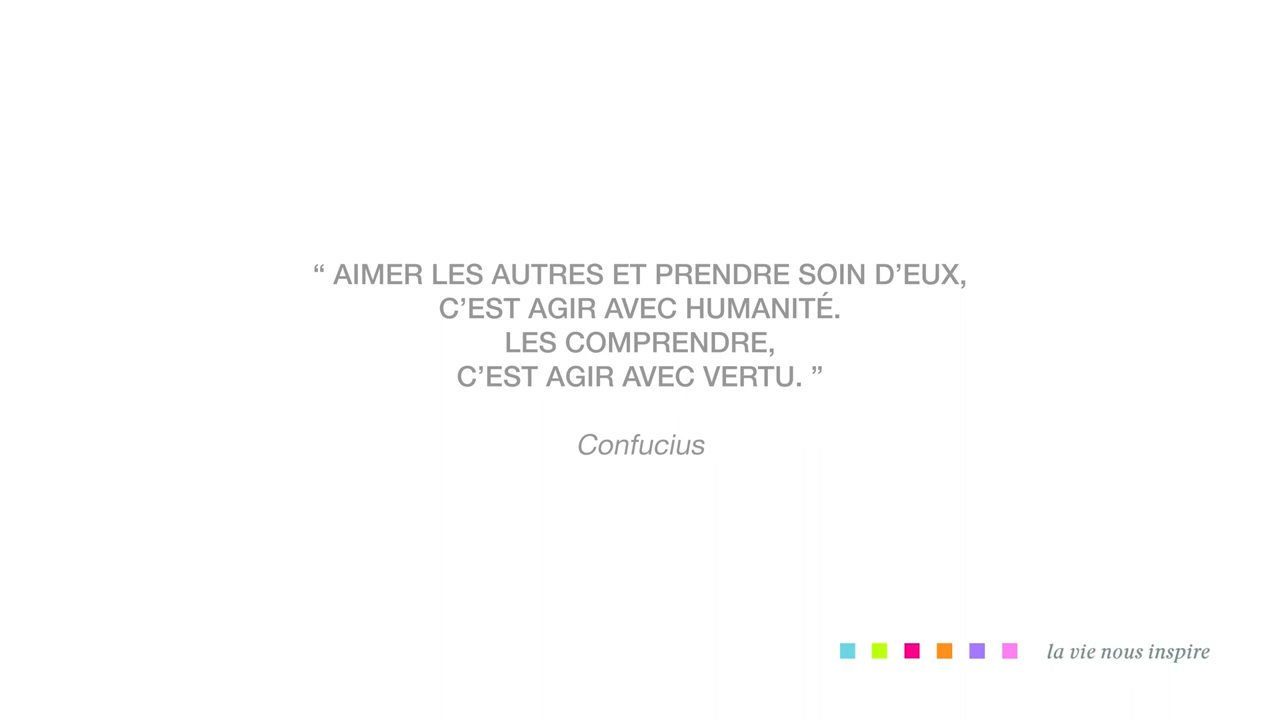 “ AIMER LES AUTRES ET PRENDRE SOIN D’EUX,
C’EST AGIR AVEC HUMANITÉ.
LES COMPRENDRE,
C’EST AGIR AVEC VERTU. ”
Confucius
la vie nous inspire